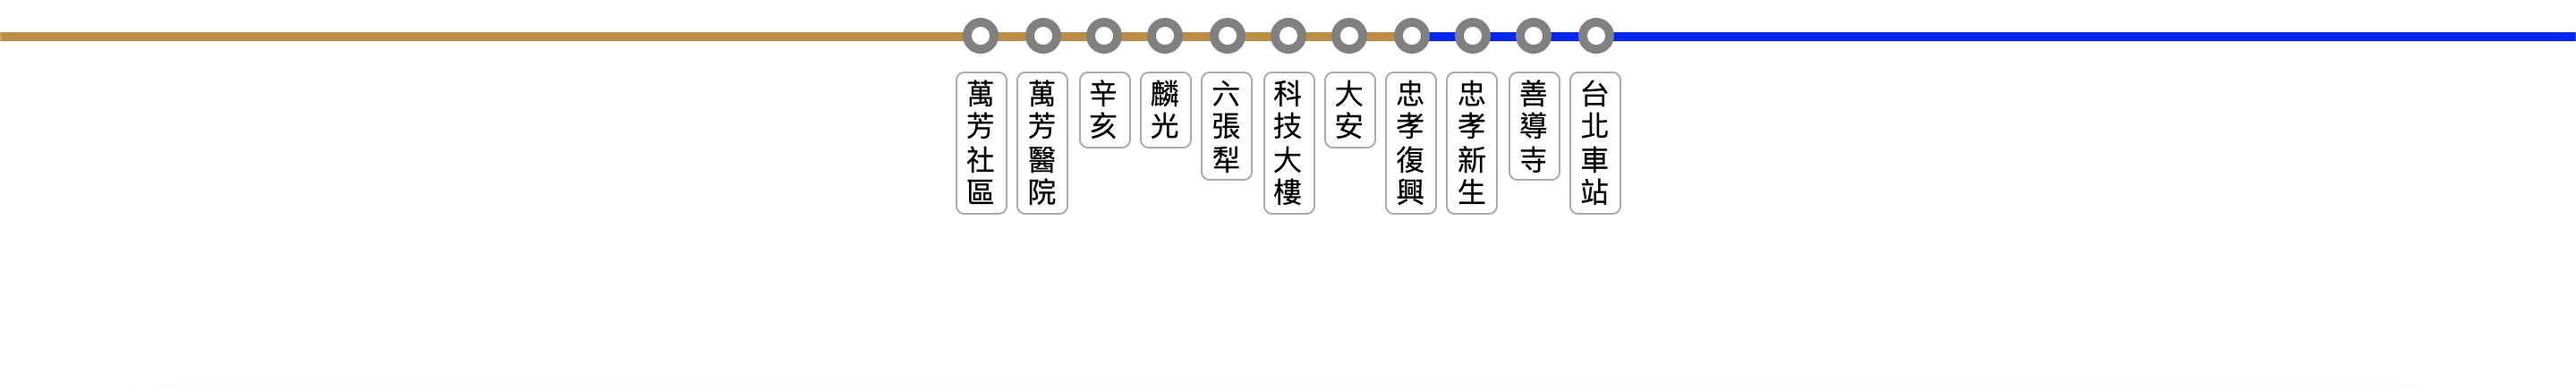 萬芳社區
萬芳醫院
辛亥
麟光
六張犁
科技大樓
大安
忠孝復興
忠孝新生
善導寺
台北車站